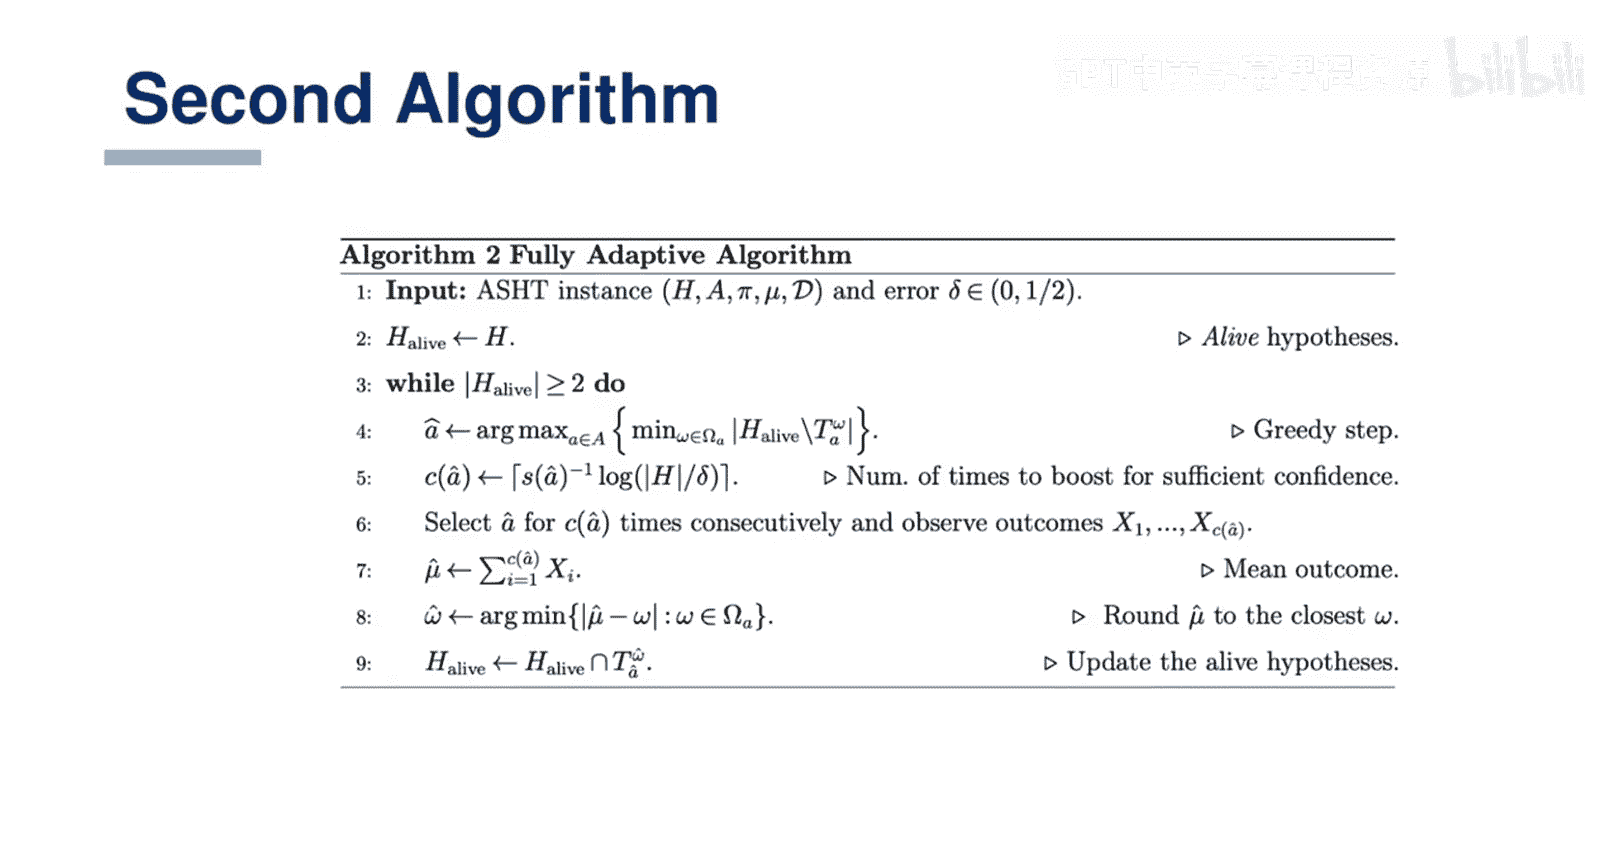 bilibili
Second Algorithm
Algorithm 2 Fully Adaptive Algorithm
1: Input: ASHT instance (H, A, π, μ, 𝒟) and error δ ∈ (0, 1/2).
2: H_alive ← H. ▷ Alive hypotheses.
3: while |H_alive| ≥ 2 do
4: â ← arg max_{a∈A} { min_{ω∈Ω_a} |H_alive\T_a^ω| }. ▷ Greedy step.
5: c(â) ← ⌈s(â)^{−1} log(|H|/δ)⌉. ▷ Num. of times to boost for sufficient confidence.
6: Select â for c(â) times consecutively and observe outcomes X_1, ..., X_{c(â)}.
7: μ̂ ← ∑_{i=1}^{c(â)} X_i. ▷ Mean outcome.
8: ω̂ ← arg min{|μ̂ − ω| : ω ∈ Ω_a}. ▷ Round μ̂ to the closest ω.
9: H_alive ← H_alive ∩ T_â^ω̂. ▷ Update the alive hypotheses.